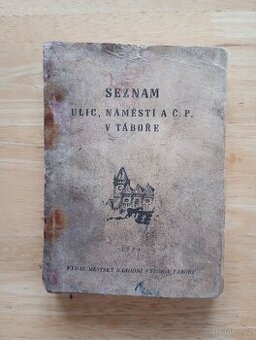 SEZNAM
ULIC, NÁMĚSTÍ A Č. P.
V TÁBOŘE
VYDAL MĚSTSKÝ NÁRODNÍ VÝBOR V TÁBOŘE